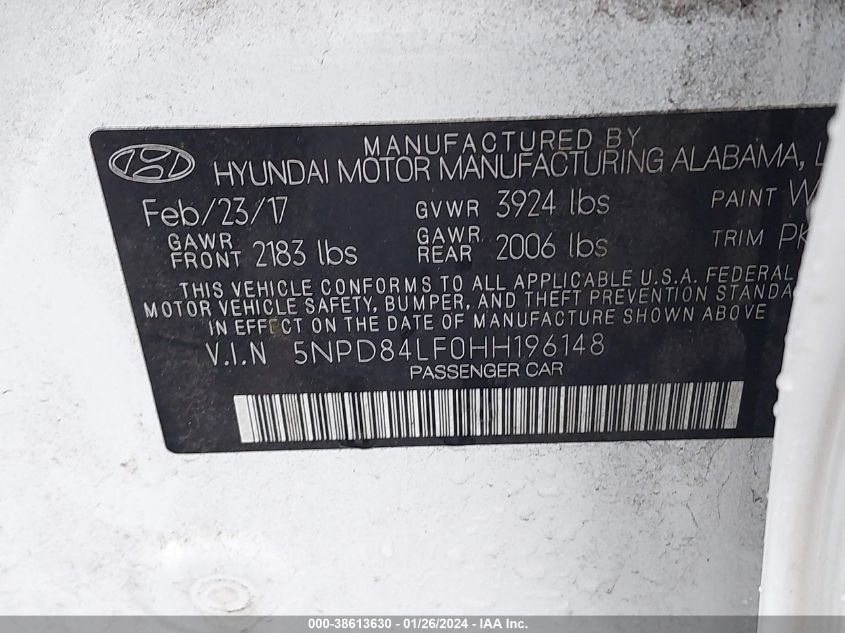 MANUFACTURED BY
HYUNDAI MOTOR MANUFACTURING ALABAMA,
Feb/23/17 GVWR 3924 lbs PAINT
GAWR FRONT 2183 lbs GAWR REAR 2006 lbs TRIM
THIS VEHICLE CONFORMS TO ALL APPLICABLE U.S.A. FEDERAL
MOTOR VEHICLE SAFETY, BUMPER, AND THEFT PREVENTION STANDA
IN EFFECT ON THE DATE OF MANUFACTURE SHOWN ABOVE
V.I.N 5NPD84LF0HH196148
PASSENGER CAR
000-38613630 - 01/26/2024 - IAA Inc.